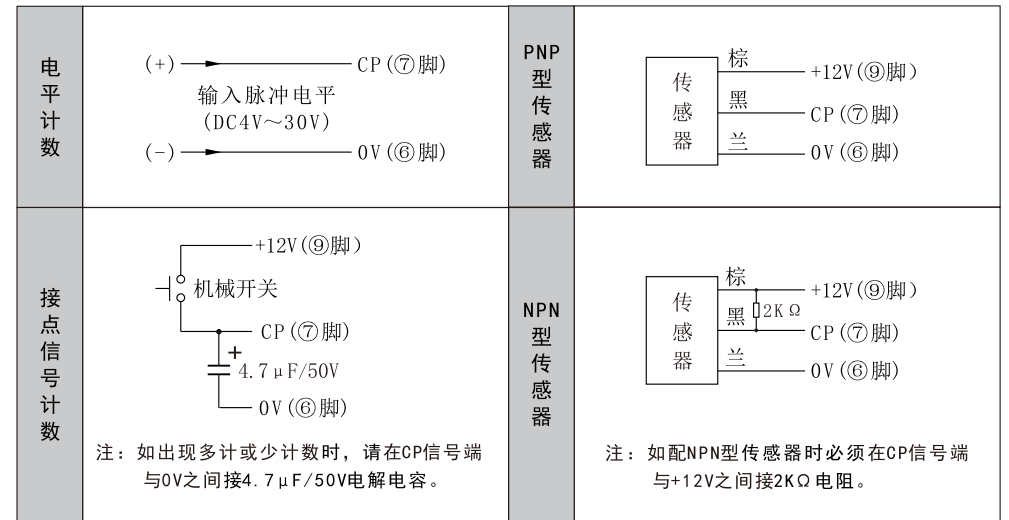 电平计数
(+) CP(⑦脚)
输入脉冲电平
(DC4V～30V)
(-) 0V(⑥脚)
PNP型传感器
传感器
棕 +12V(⑨脚)
黑 CP(⑦脚)
兰 0V(⑥脚)
接点信号计数
+12V(⑨脚)
机械开关
CP(⑦脚)
+
4.7μF/50V
0V(⑥脚)
注：如出现多计或少计数时，请在CP信号端
与0V之间接4.7μF/50V电解电容。
NPN型传感器
传感器
棕 +12V(⑨脚)
2KΩ
黑 CP(⑦脚)
兰 0V(⑥脚)
注：如配NPN型传感器时必须在CP信号端
与+12V之间接2KΩ电阻。